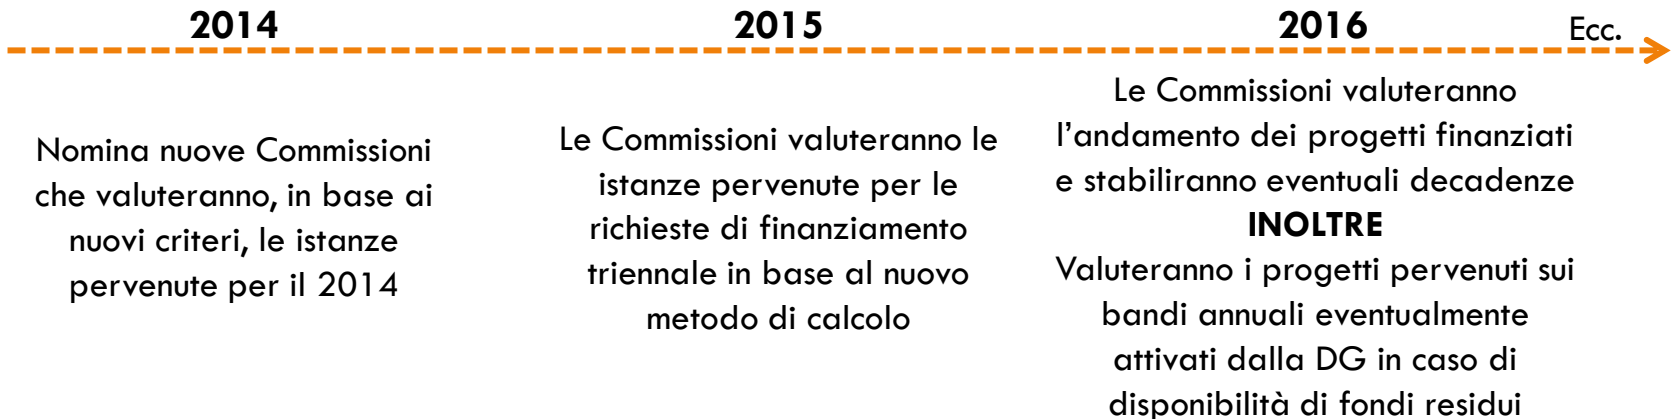 2014
2015
2016
Ecc.
Nomina nuove Commissioni
che valuteranno, in base ai
nuovi criteri, le istanze
pervenute per il 2014
Le Commissioni valuteranno le
istanze pervenute per le
richieste di finanziamento
triennale in base al nuovo
metodo di calcolo
Le Commissioni valuteranno
l’andamento dei progetti finanziati
e stabiliranno eventuali decadenze
INOLTRE
Valuteranno i progetti pervenuti sui
bandi annuali eventualmente
attivati dalla DG in caso di
disponibilità di fondi residui